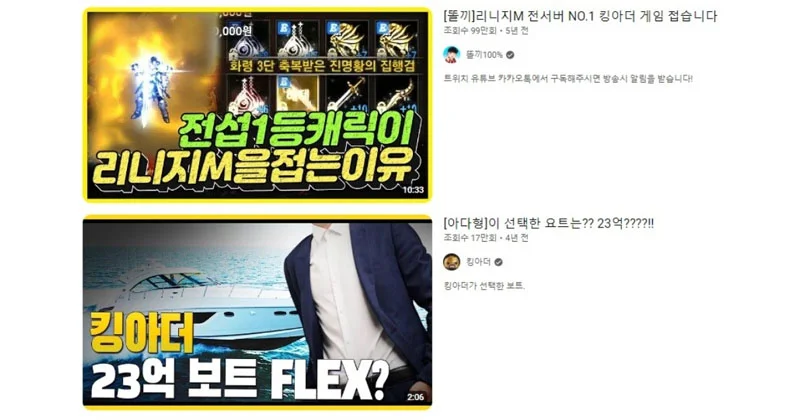 0,000원
,000원
화령 3단 축복받은 진명황의 집행검
전섭1등캐릭이
리니지M을접는이유
10:33
[똘끼]리니지M 전서버 NO.1 킹아더 게임 접습니다
조회수 99만회 • 5년 전
똘끼100%
트위치 유튜브 카카오톡에서 구독해주시면 방송시 알림을 받습니다!
킹아더
23억 보트 FLEX?
2:06
[아다형]이 선택한 요트는?? 23억????!!
조회수 17만회 • 4년 전
킹아더
킹아더가 선택한 보트.